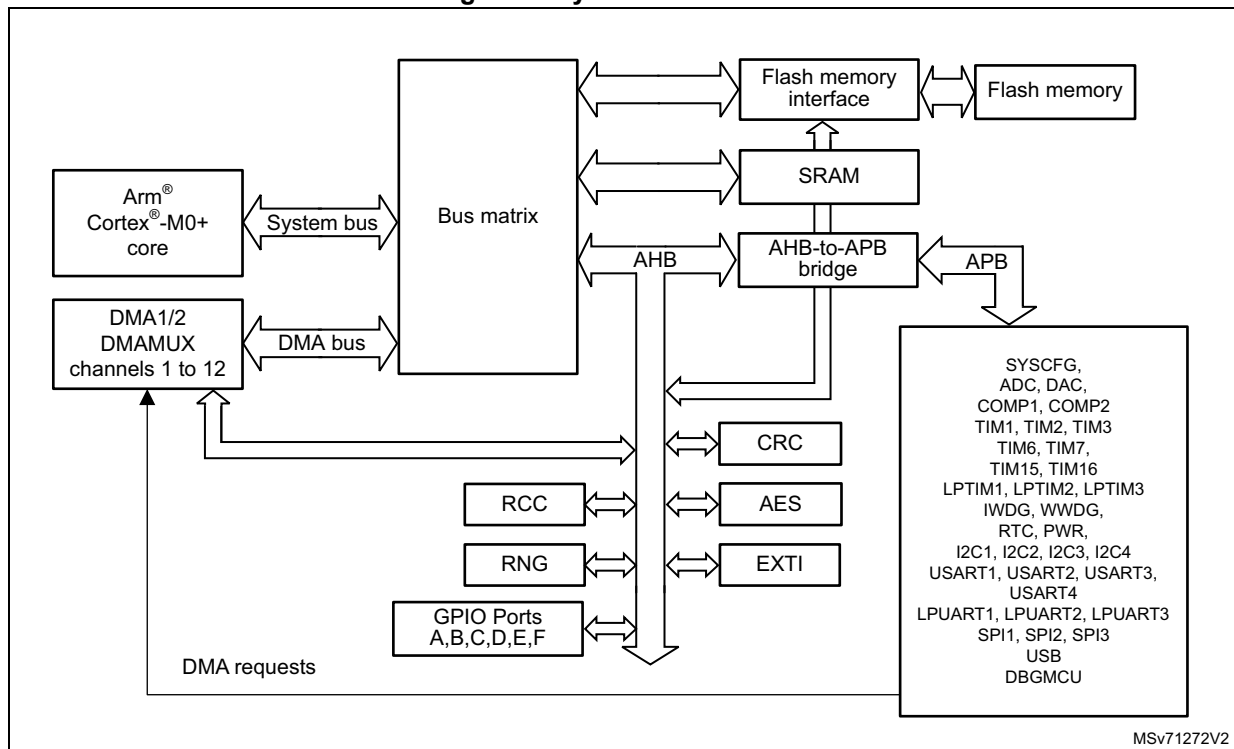 Flash memory
interface
Flash memory
SRAM
Arm®
Cortex®-M0+
core
System bus
Bus matrix
AHB
AHB-to-APB
bridge
APB
DMA1/2
DMAMUX
channels 1 to 12
DMA bus
SYSCFG,
ADC, DAC,
COMP1, COMP2
TIM1, TIM2, TIM3
TIM6, TIM7,
TIM15, TIM16
LPTIM1, LPTIM2, LPTIM3
IWDG, WWDG,
RTC, PWR,
I2C1, I2C2, I2C3, I2C4
USART1, USART2, USART3,
USART4
LPUART1, LPUART2, LPUART3
SPI1, SPI2, SPI3
USB
DBGMCU
CRC
RCC
AES
RNG
EXTI
GPIO Ports
A,B,C,D,E,F
DMA requests
MSv71272V2